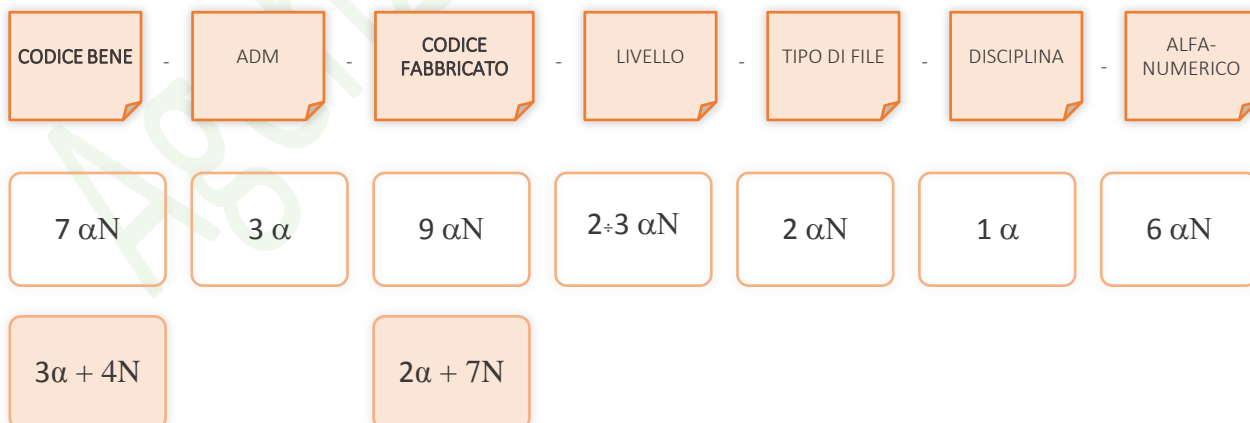 CODICE BENE - ADM - CODICE FABBRICATO - LIVELLO - TIPO DI FILE - DISCIPLINA - ALFA-NUMERICO
7 αN 3 α 9 αN 2÷3 αN 2 αN 1 α 6 αN
3α + 4N 2α + 7N